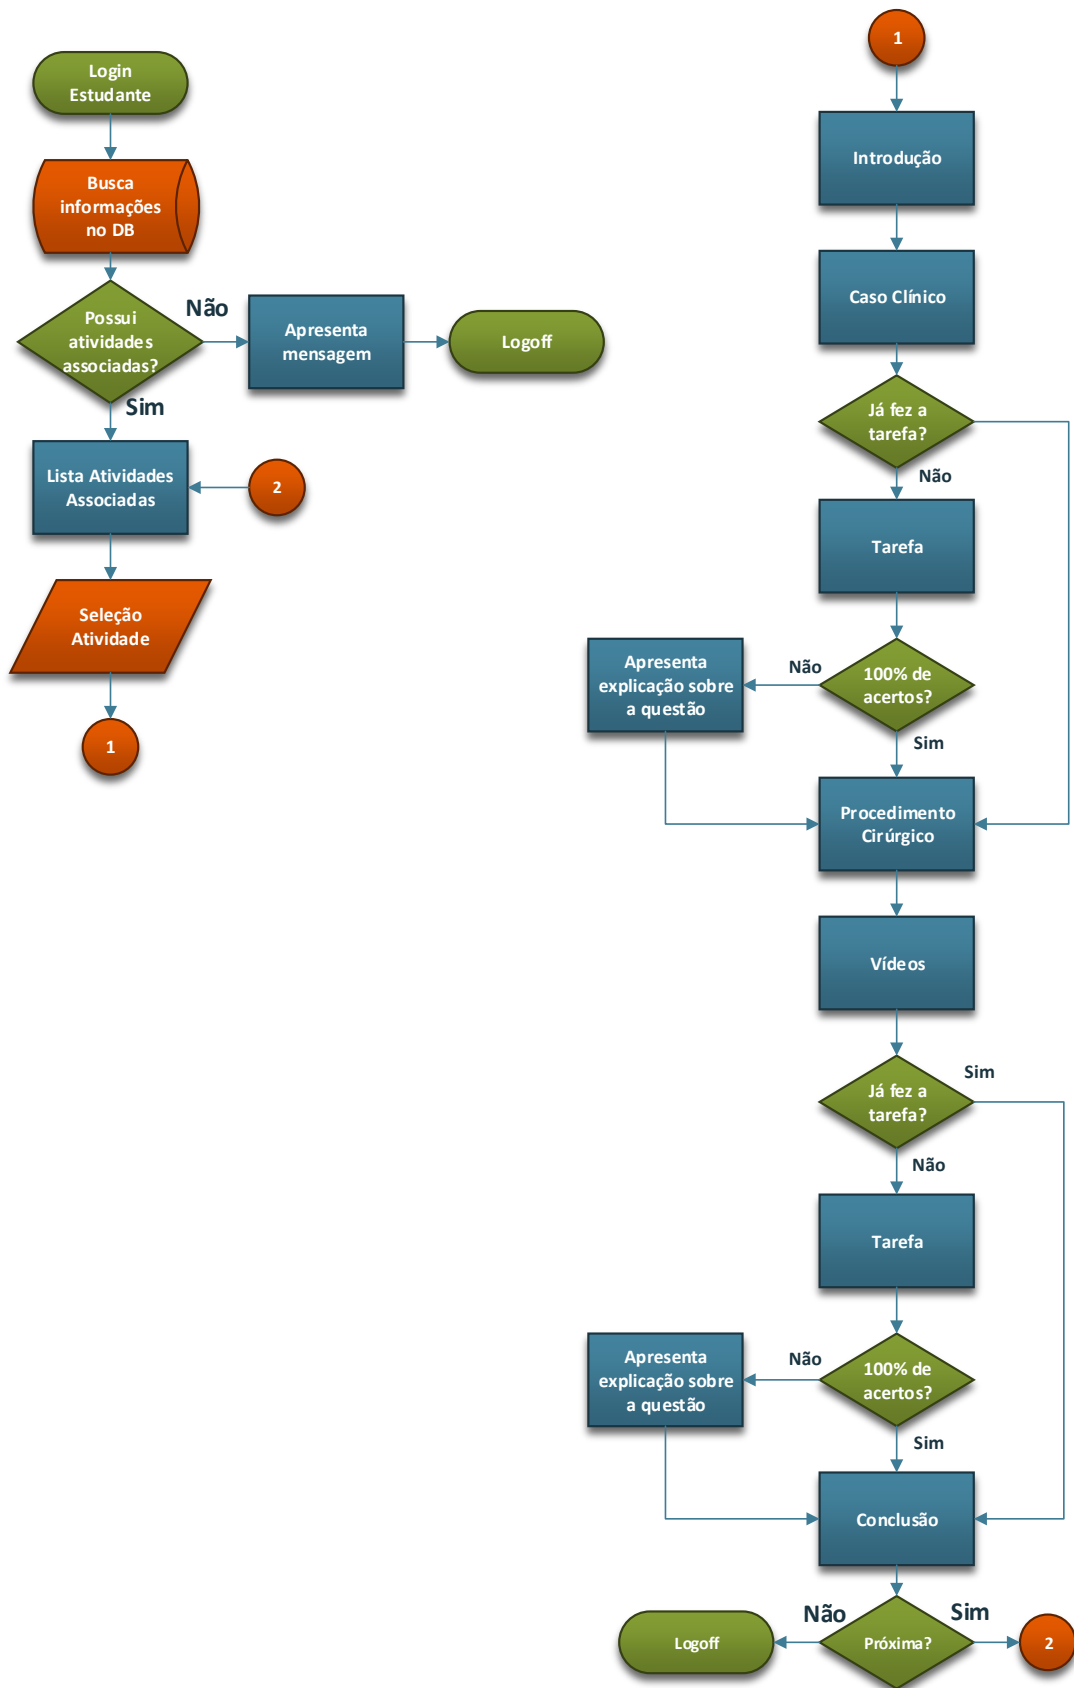 Login
Estudante
Busca
informações
no DB
Possui
atividades
associadas?
Não
Apresenta
mensagem
Logoff
Sim
Lista Atividades
Associadas
2
Seleção
Atividade
1
1
Introdução
Caso Clínico
Já fez a
tarefa?
Não
Tarefa
100% de
acertos?
Não
Apresenta
explicação sobre
a questão
Sim
Procedimento
Cirúrgico
Vídeos
Já fez a
tarefa?
Sim
Não
Tarefa
100% de
acertos?
Não
Apresenta
explicação sobre
a questão
Sim
Conclusão
Próxima?
Não
Logoff
Sim
2